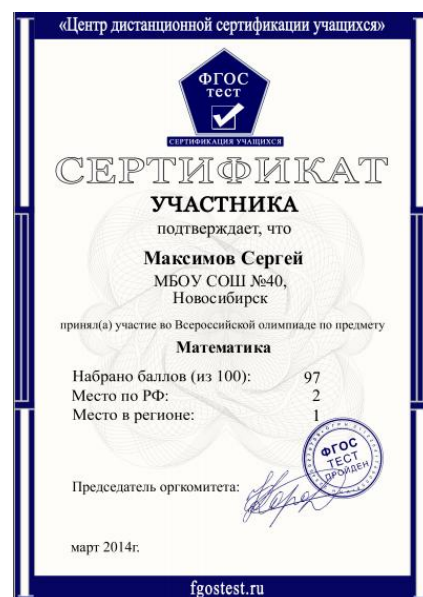 «Центр дистанционной сертификации учащихся»
ФГОС
тест
СЕРТИФИКАЦИЯ УЧАЩИХСЯ
СЕРТИФИКАТ
УЧАСТНИКА
подтверждает, что
Максимов Сергей
МБОУ СОШ №40,
Новосибирск
принял(а) участие во Всероссийской олимпиаде по предмету
Математика
Набрано баллов (из 100): 97
Место по РФ: 2
Место в регионе: 1
ФГОС
ТЕСТ
ПРОЙДЕН
Председатель оргкомитета:
март 2014г.
fgostest.ru